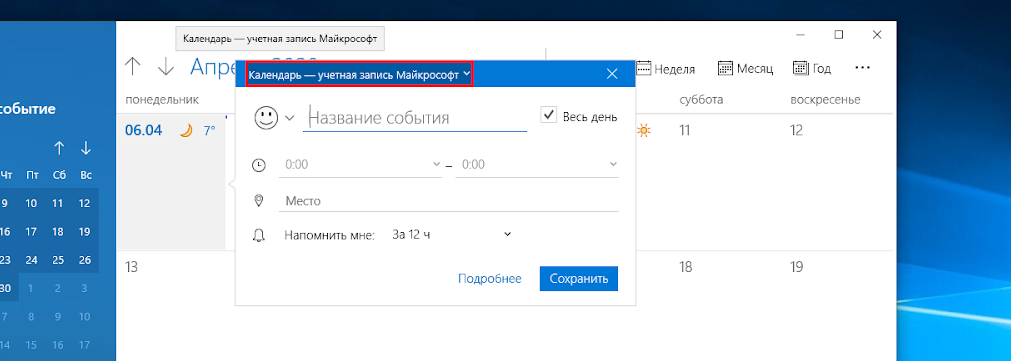 Календарь — учетная запись Майкрософт
Календарь — учетная запись Майкрософт
Неделя
Месяц
Год
понедельник
суббота
воскресенье
событие
Название события
Весь день
06.04
7°
11
12
0:00 – 0:00
Чт Пт Сб Вс
9 10 11 12
Место
16 17 18 19
Напомнить мне: За 12 ч
23 24 25 26
13
18
19
Подробнее
Сохранить
30 1 2 3
7 8 9 10
14 15 16 17